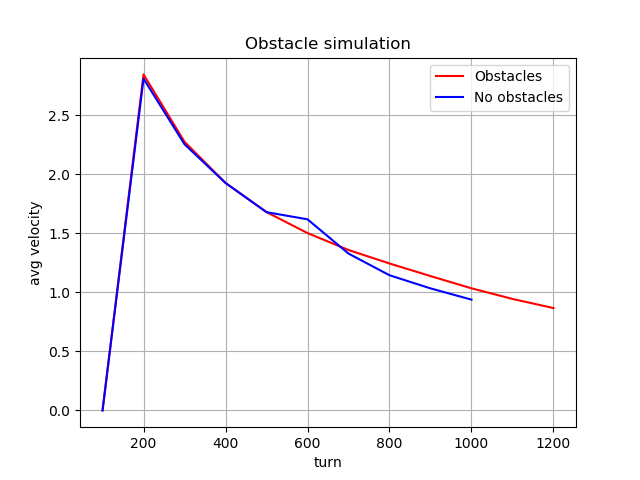 Obstacle simulation
Obstacles
No obstacles
avg velocity
2.5
2.0
1.5
1.0
0.5
0.0
200 400 600 800 1000 1200
turn